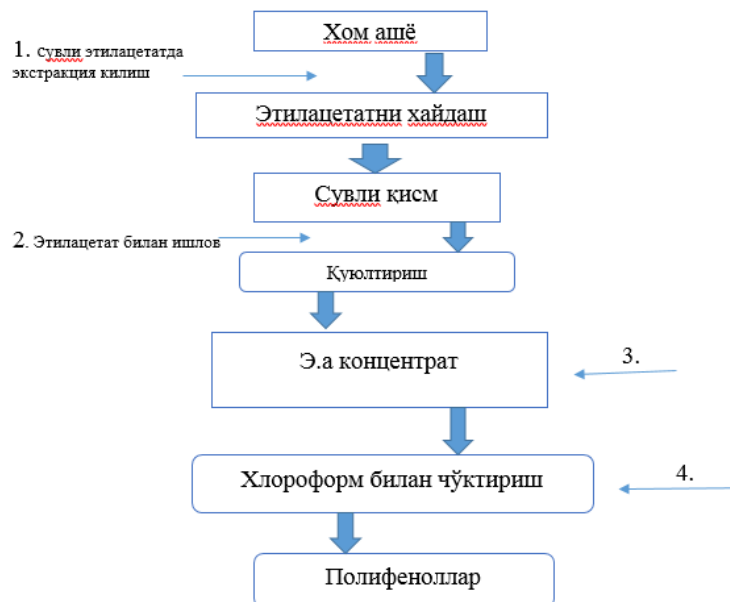 Хом ашё
1. Сувли этилацетатда
экстракция килиш
Этилацетатни хайдаш
Сувли қисм
2. Этилацетат билан ишлов
Қуюлтириш
Э.а концентрат
3.
Хлороформ билан чўктириш
4.
Полифеноллар